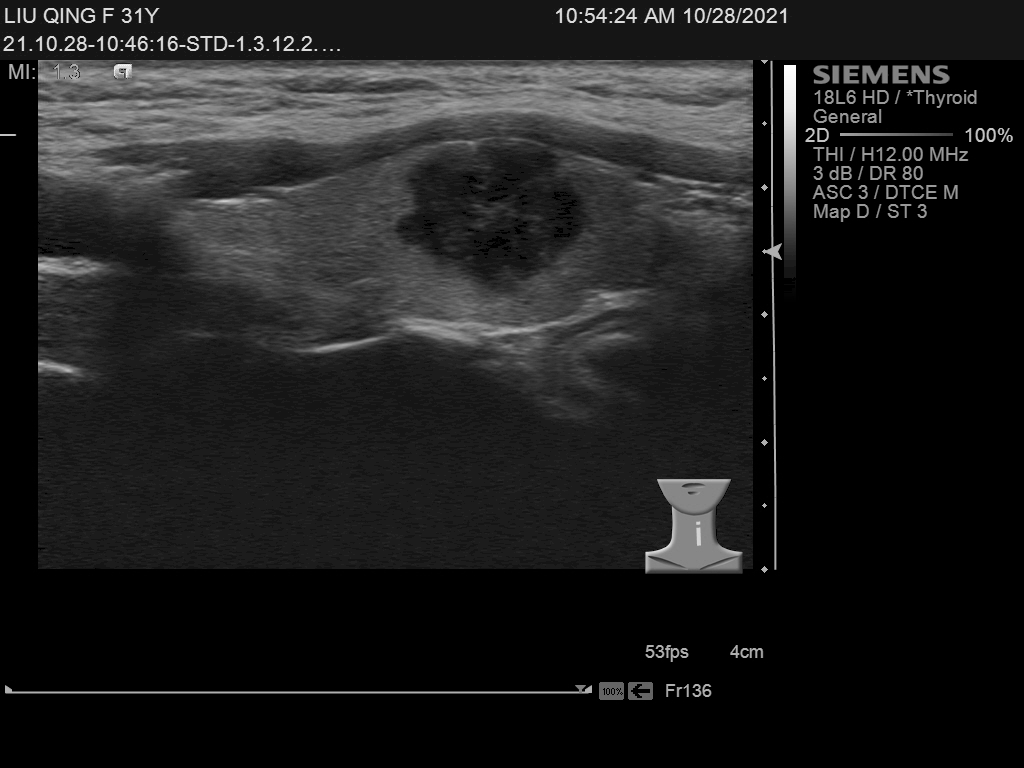 LIU QING F 31Y
10:54:24 AM 10/28/2021
21.10.28-10:46:16-STD-1.3.12.2....
MI: 1.3
SIEMENS
18L6 HD / *Thyroid
General
2D 100%
THI / H12.00 MHz
3 dB / DR 80
ASC 3 / DTCE M
Map D / ST 3
i
53fps 4cm
100% Fr136